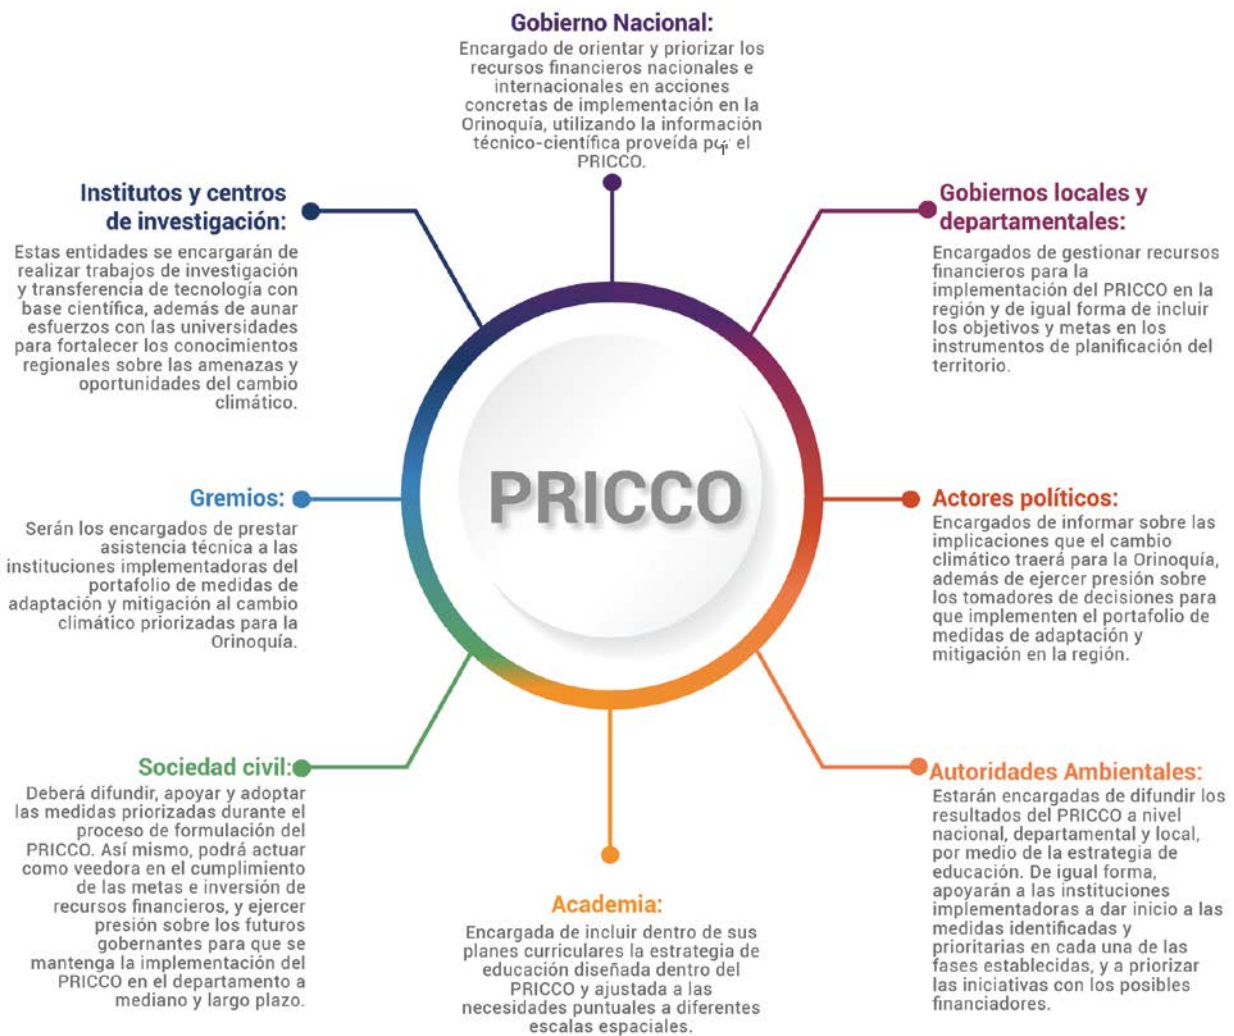 Gobierno Nacional:
Encargado de orientar y priorizar los
recursos financieros nacionales e
internacionales en acciones
concretas de implementación en la
Orinoquía, utilizando la información
técnico-científica proveída por el
PRICCO.
Gobiernos locales y
departamentales:
Encargados de gestionar recursos
financieros para la
implementación del PRICCO en la
región y de igual forma de incluir
los objetivos y metas en los
instrumentos de planificación del
territorio.
Actores políticos:
Encargados de informar sobre las
implicaciones que el cambio
climático traerá para la Orinoquía,
además de ejercer presión sobre
los tomadores de decisiones para
que implementen el portafolio de
medidas de adaptación y
mitigación en la región.
Autoridades Ambientales:
Estarán encargadas de difundir los
resultados del PRICCO a nivel
nacional, departamental y local,
por medio de la estrategia de
educación. De igual forma,
apoyarán a las instituciones
implementadoras a dar inicio a las
medidas identificadas y
prioritarias en cada una de las
fases establecidas, y a priorizar
las iniciativas con los posibles
financiadores.
Academia:
Encargada de incluir dentro de sus
planes curriculares la estrategia de
educación diseñada dentro del
PRICCO y ajustada a las
necesidades puntuales a diferentes
escalas espaciales.
Sociedad civil:
Deberá difundir, apoyar y adoptar
las medidas priorizadas durante el
proceso de formulación del
PRICCO. Así mismo, podrá actuar
como veedora en el cumplimiento
de las metas e inversión de
recursos financieros, y ejercer
presión sobre los futuros
gobernantes para que se
mantenga la implementación del
PRICCO en el departamento a
mediano y largo plazo.
Gremios:
Serán los encargados de prestar
asistencia técnica a las
instituciones implementadoras del
portafolio de medidas de
adaptación y mitigación al cambio
climático priorizadas para la
Orinoquía.
Institutos y centros
de investigación:
Estas entidades se encargarán de
realizar trabajos de investigación
y transferencia de tecnología con
base científica, además de aunar
esfuerzos con las universidades
para fortalecer los conocimientos
regionales sobre las amenazas y
oportunidades del cambio
climático.
PRICCO